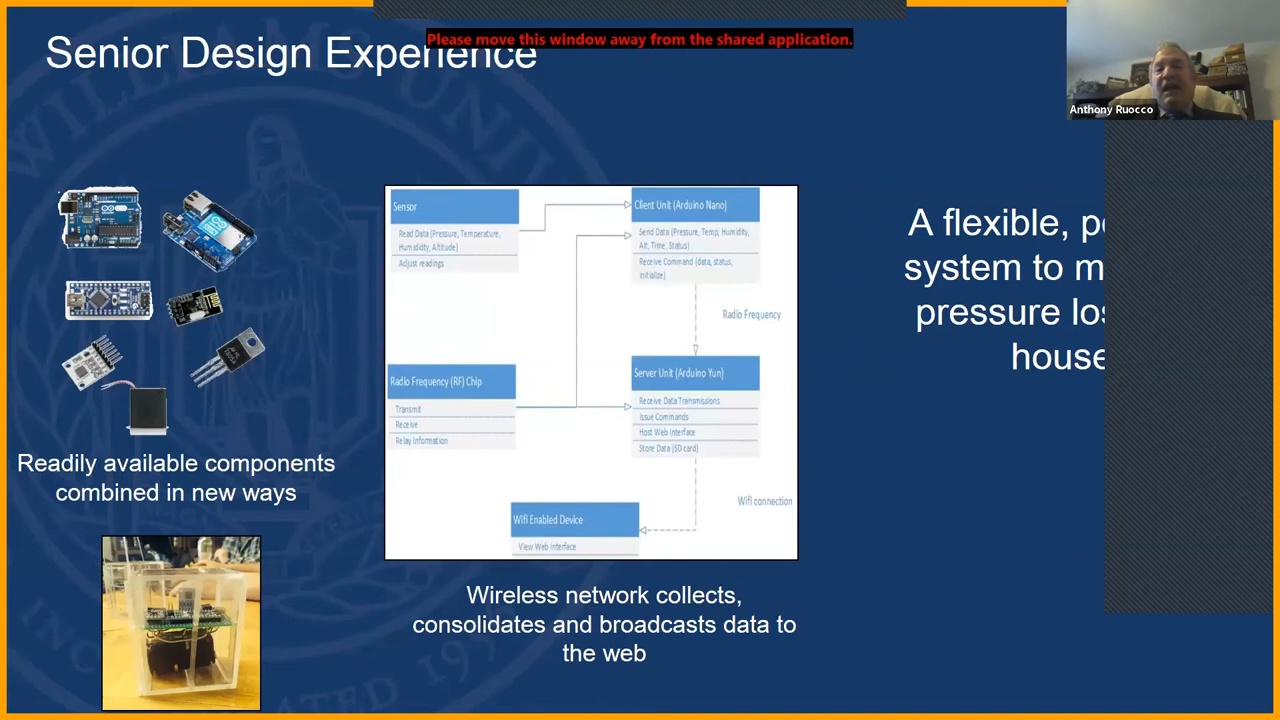 Senior Design Experience
Please move this window away from the shared application.
Anthony Ruocco
Readily available components
combined in new ways
Sensor
Read Data (Pressure, Temperature,
Humidity, Altitude)
Adjust readings
Client Unit (Arduino Nano)
Send Data (Pressure, Temp, Humidity,
Alt, Time, Status)
Receive Command (data, status,
initialize)
Radio Frequency
Radio Frequency (RF) Chip
Transmit
Receive
Relay Information
Server Unit (Arduino Yun)
Receive Data Transmissions
Issue Commands
Host Web Interface
Store Data (SD card)
Wifi connection
Wifi Enabled Device
View Web Interface
Wireless network collects,
consolidates and broadcasts data to
the web
A flexible,
system to
pressure
house